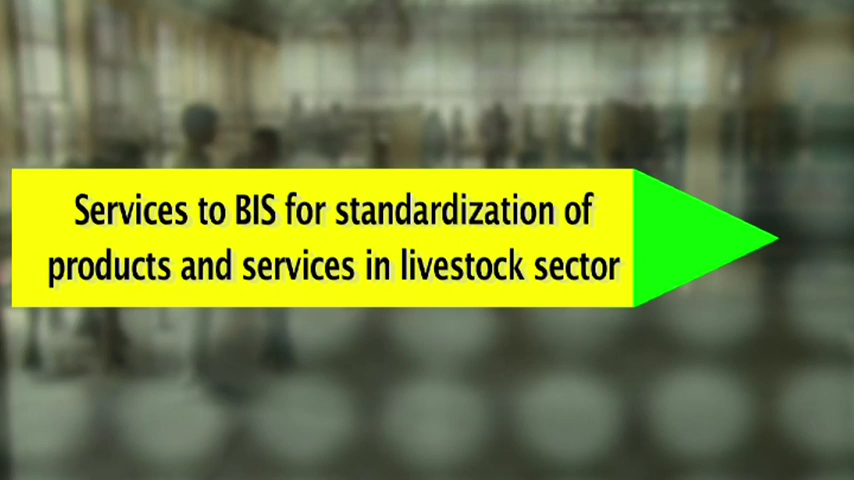 Services to BIS for standardization of
products and services in livestock sector